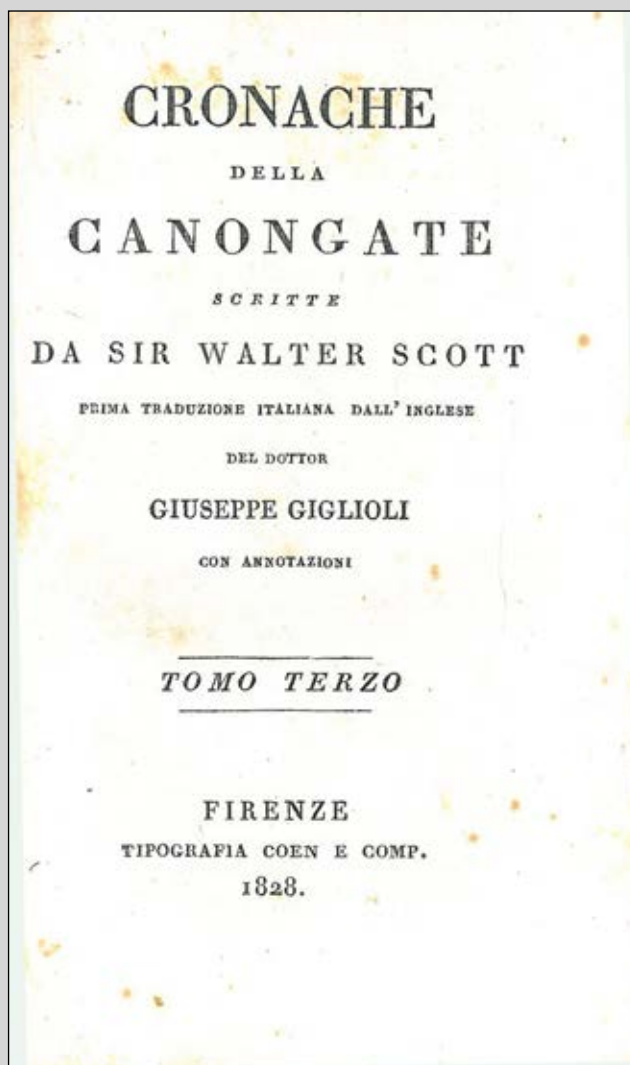 CRONACHE
DELLA
CANONGATE
SCRITTE
DA SIR WALTER SCOTT
PRIMA TRADUZIONE ITALIANA DALL' INGLESE
DEL DOTTOR
GIUSEPPE GIGLIOLI
CON ANNOTAZIONI
TOMO TERZO
FIRENZE
TIPOGRAFIA COEN E COMP.
1828.